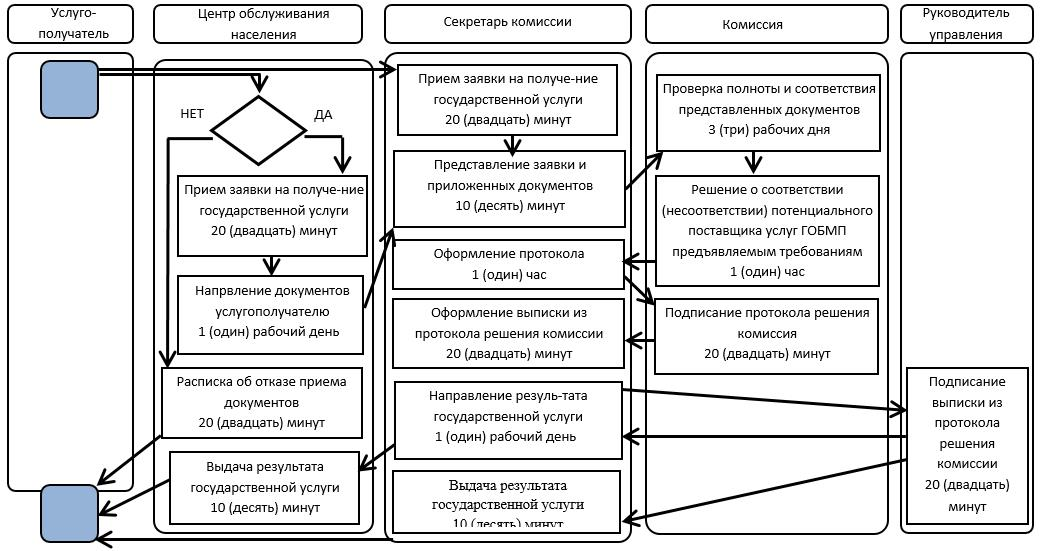 Услуго-
получатель
Центр обслуживания
населения
Секретарь комиссии
Комиссия
Руководитель
управления
НЕТ
ДА
Прием заявки на получе-ние
государственной услуги
20 (двадцать) минут
Напрвление документов
услугополучателю
1 (один) рабочий день
Расписка об отказе приема
документов
20 (двадцать) минут
Выдача результата
государственной услуги
10 (десять) минут
Прием заявки на получе-ние
государственной услуги
20 (двадцать) минут
Представление заявки и
приложенных документов
10 (десять) минут
Оформление протокола
1 (один) час
Оформление выписки из
протокола решения комиссии
20 (двадцать) минут
Направление резуль-тата
государственной услуги
1 (один) рабочий день
Выдача результата
государственной услуги
10 (десять) минут
Проверка полноты и соответствия
представленных документов
3 (три) рабочих дня
Решение о соответствии
(несоответствии) потенциального
поставщика услуг ГОБМП
предъявляемым требованиям
1 (один) час
Подписание протокола решения
комиссия
20 (двадцать) минут
Подписание
выписки из
протокола
решения
комиссии
20 (двадцать)
минут